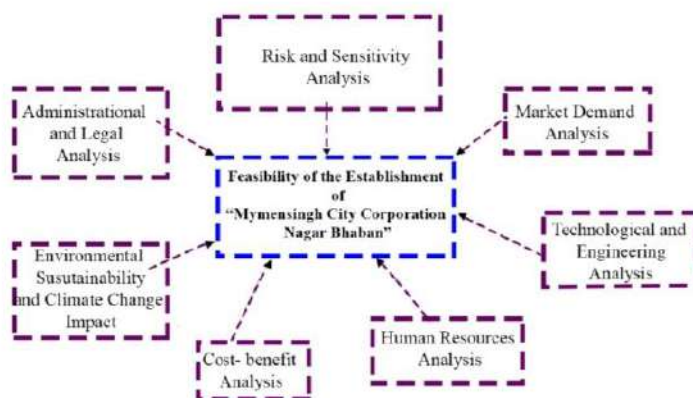 Risk and Sensitivity
Analysis
Administrational
and Legal
Analysis
Market Demand
Analysis
Feasibility of the Establishment
of
“Mymensingh City Corporation
Nagar Bhaban”
Environmental
Susutainability
and Climate Change
Impact
Technological and
Engineering
Analysis
Cost- benefit
Analysis
Human Resources
Analysis